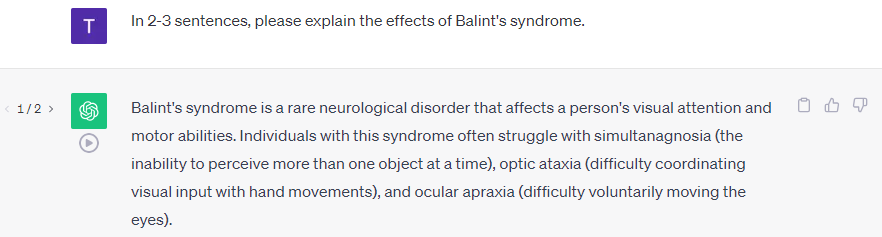 T
In 2-3 sentences, please explain the effects of Balint's syndrome.
< 1 / 2 >
Balint's syndrome is a rare neurological disorder that affects a person's visual attention and
motor abilities. Individuals with this syndrome often struggle with simultanagnosia (the
inability to perceive more than one object at a time), optic ataxia (difficulty coordinating
visual input with hand movements), and ocular apraxia (difficulty voluntarily moving the
eyes).